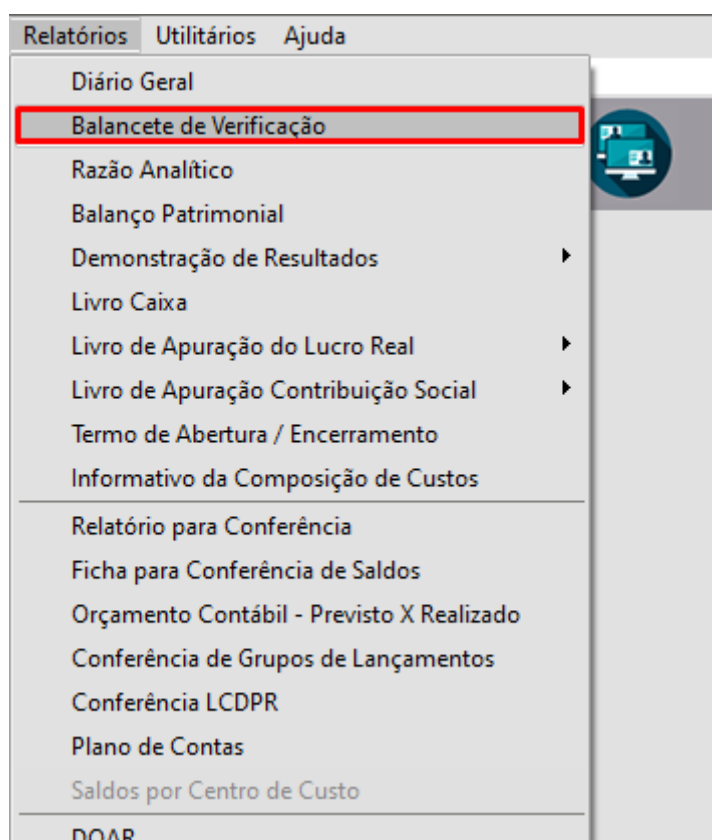 Relatórios Utilitários Ajuda
Diário Geral
Balancete de Verificação
Razão Analítico
Balanço Patrimonial
Demonstração de Resultados
Livro Caixa
Livro de Apuração do Lucro Real
Livro de Apuração Contribuição Social
Termo de Abertura / Encerramento
Informativo da Composição de Custos
Relatório para Conferência
Ficha para Conferência de Saldos
Orçamento Contábil - Previsto X Realizado
Conferência de Grupos de Lançamentos
Conferência LCDPR
Plano de Contas
Saldos por Centro de Custo
DOAR